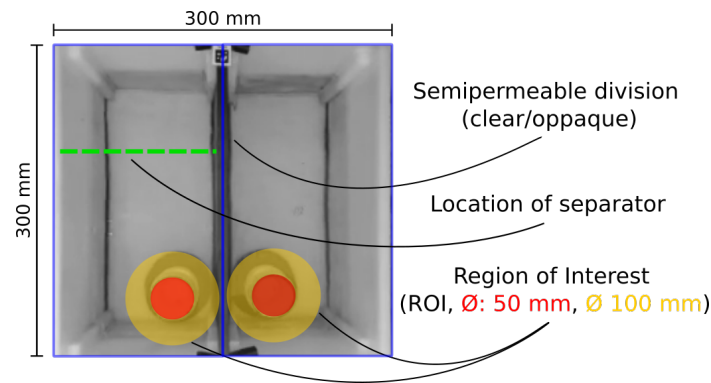 300 mm
300 mm
Semipermeable division
(clear/oppaque)
Location of separator
Region of Interest
(ROI, Ø: 50 mm, Ø 100 mm)